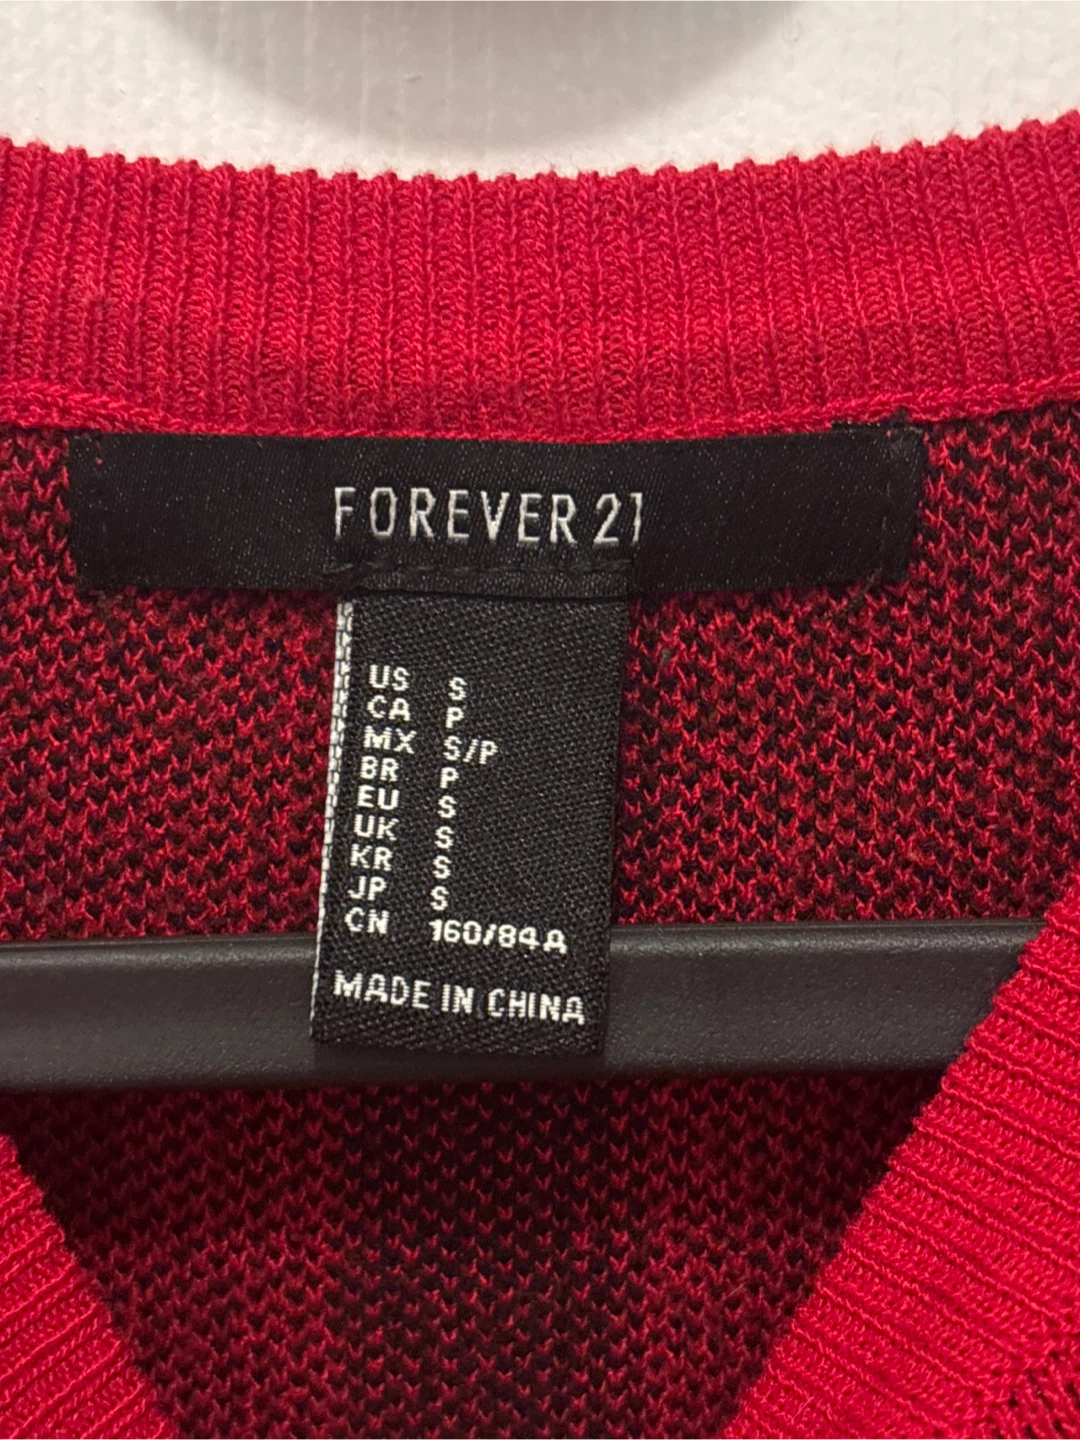 FOREVER 21
US S
CA P
MX S/P
BR P
EU S
UK S
KR S
JP S
CN 160/84A
MADE IN CHINA